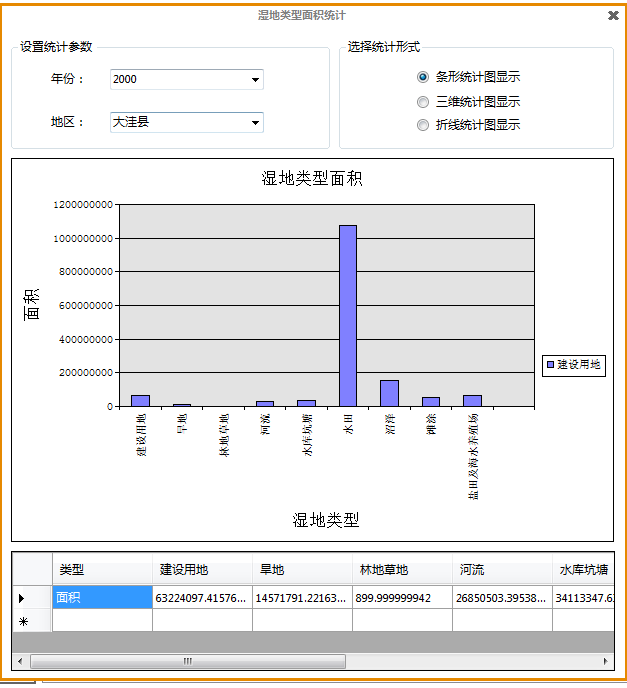 湿地类型面积统计
设置统计参数
年份：
2000
地区：
大洼县
选择统计形式
条形统计图显示
三维统计图显示
折线统计图显示
湿地类型面积
面积
1200000000
1000000000
800000000
600000000
400000000
200000000
0
建设用地
旱地
林地草地
河流
水库坑塘
水田
沼泽
滩涂
盐田及海水养殖场
湿地类型
建设用地
类型 建设用地 旱地 林地草地 河流 水库坑塘
面积 63224097.41576... 14571791.22163... 899.999999942 26850503.39538... 34113347.6